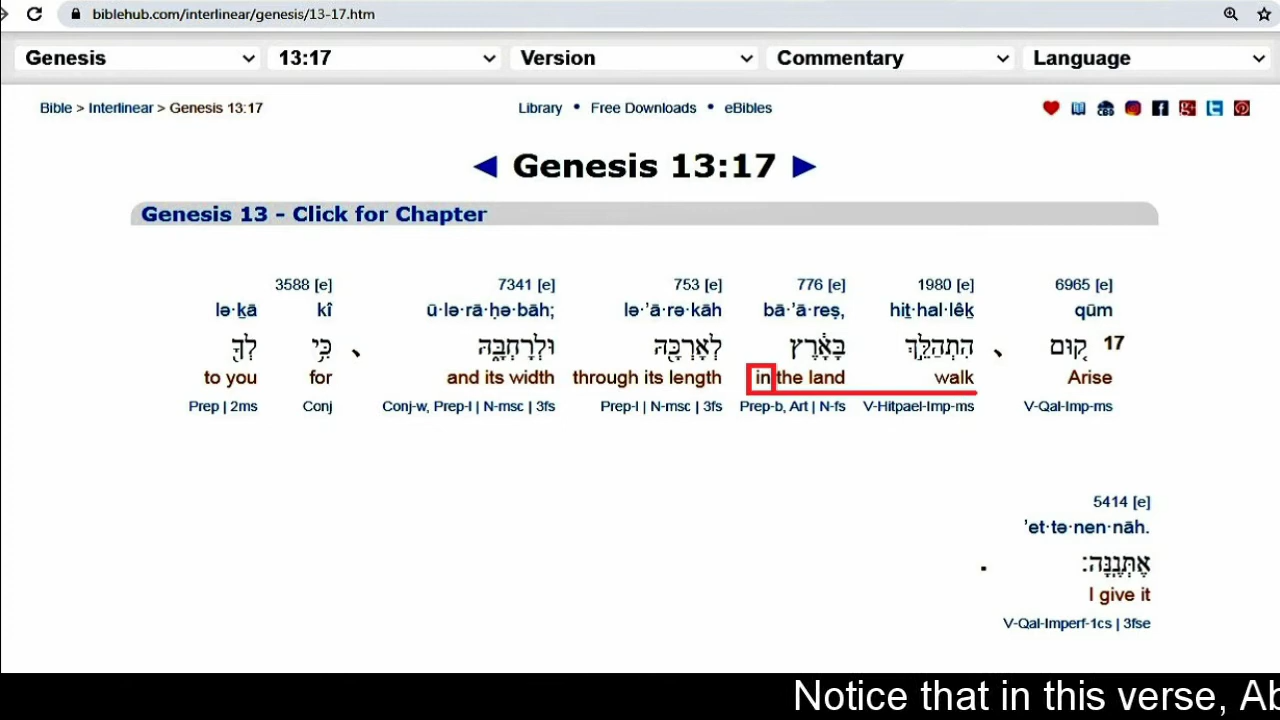 biblehub.com/interlinear/genesis/13-17.htm
Genesis 13:17 Version Commentary Language
Bible > Interlinear > Genesis 13:17 Library • Free Downloads • eBibles
◄ Genesis 13:17 ►
Genesis 13 - Click for Chapter
3588 [e] 7341 [e] 753 [e] 776 [e] 1980 [e] 6965 [e]
lə·ḵā kî ū·lə·rā·ḥə·bāh; lə·’ā·rə·kāh bā·’ā·reṣ, hiṯ·hal·lêḵ qūm
17 ק֚וּם 、 הִתְהַלֵּ֣ךְ בָּאָ֔רֶץ לְאָרְכָּ֖הּ וּלְרָחְבָּ֑הּ 、 כִּ֥י לְךָ֖
to you for and its width through its length in the land walk Arise
Prep | 2ms Conj Conj-w, Prep-l | N-msc | 3fs Prep-l | N-msc | 3fs Prep-b, Art | N-fs V-Hitpael-Imp-ms V-Qal-Imp-ms
5414 [e]
’et·tə·nen·nāh.
אֶתְּנֶֽנָּה׃ .
I give it
V-Qal-Imperf-1cs | 3fse
Notice that in this verse, Ab